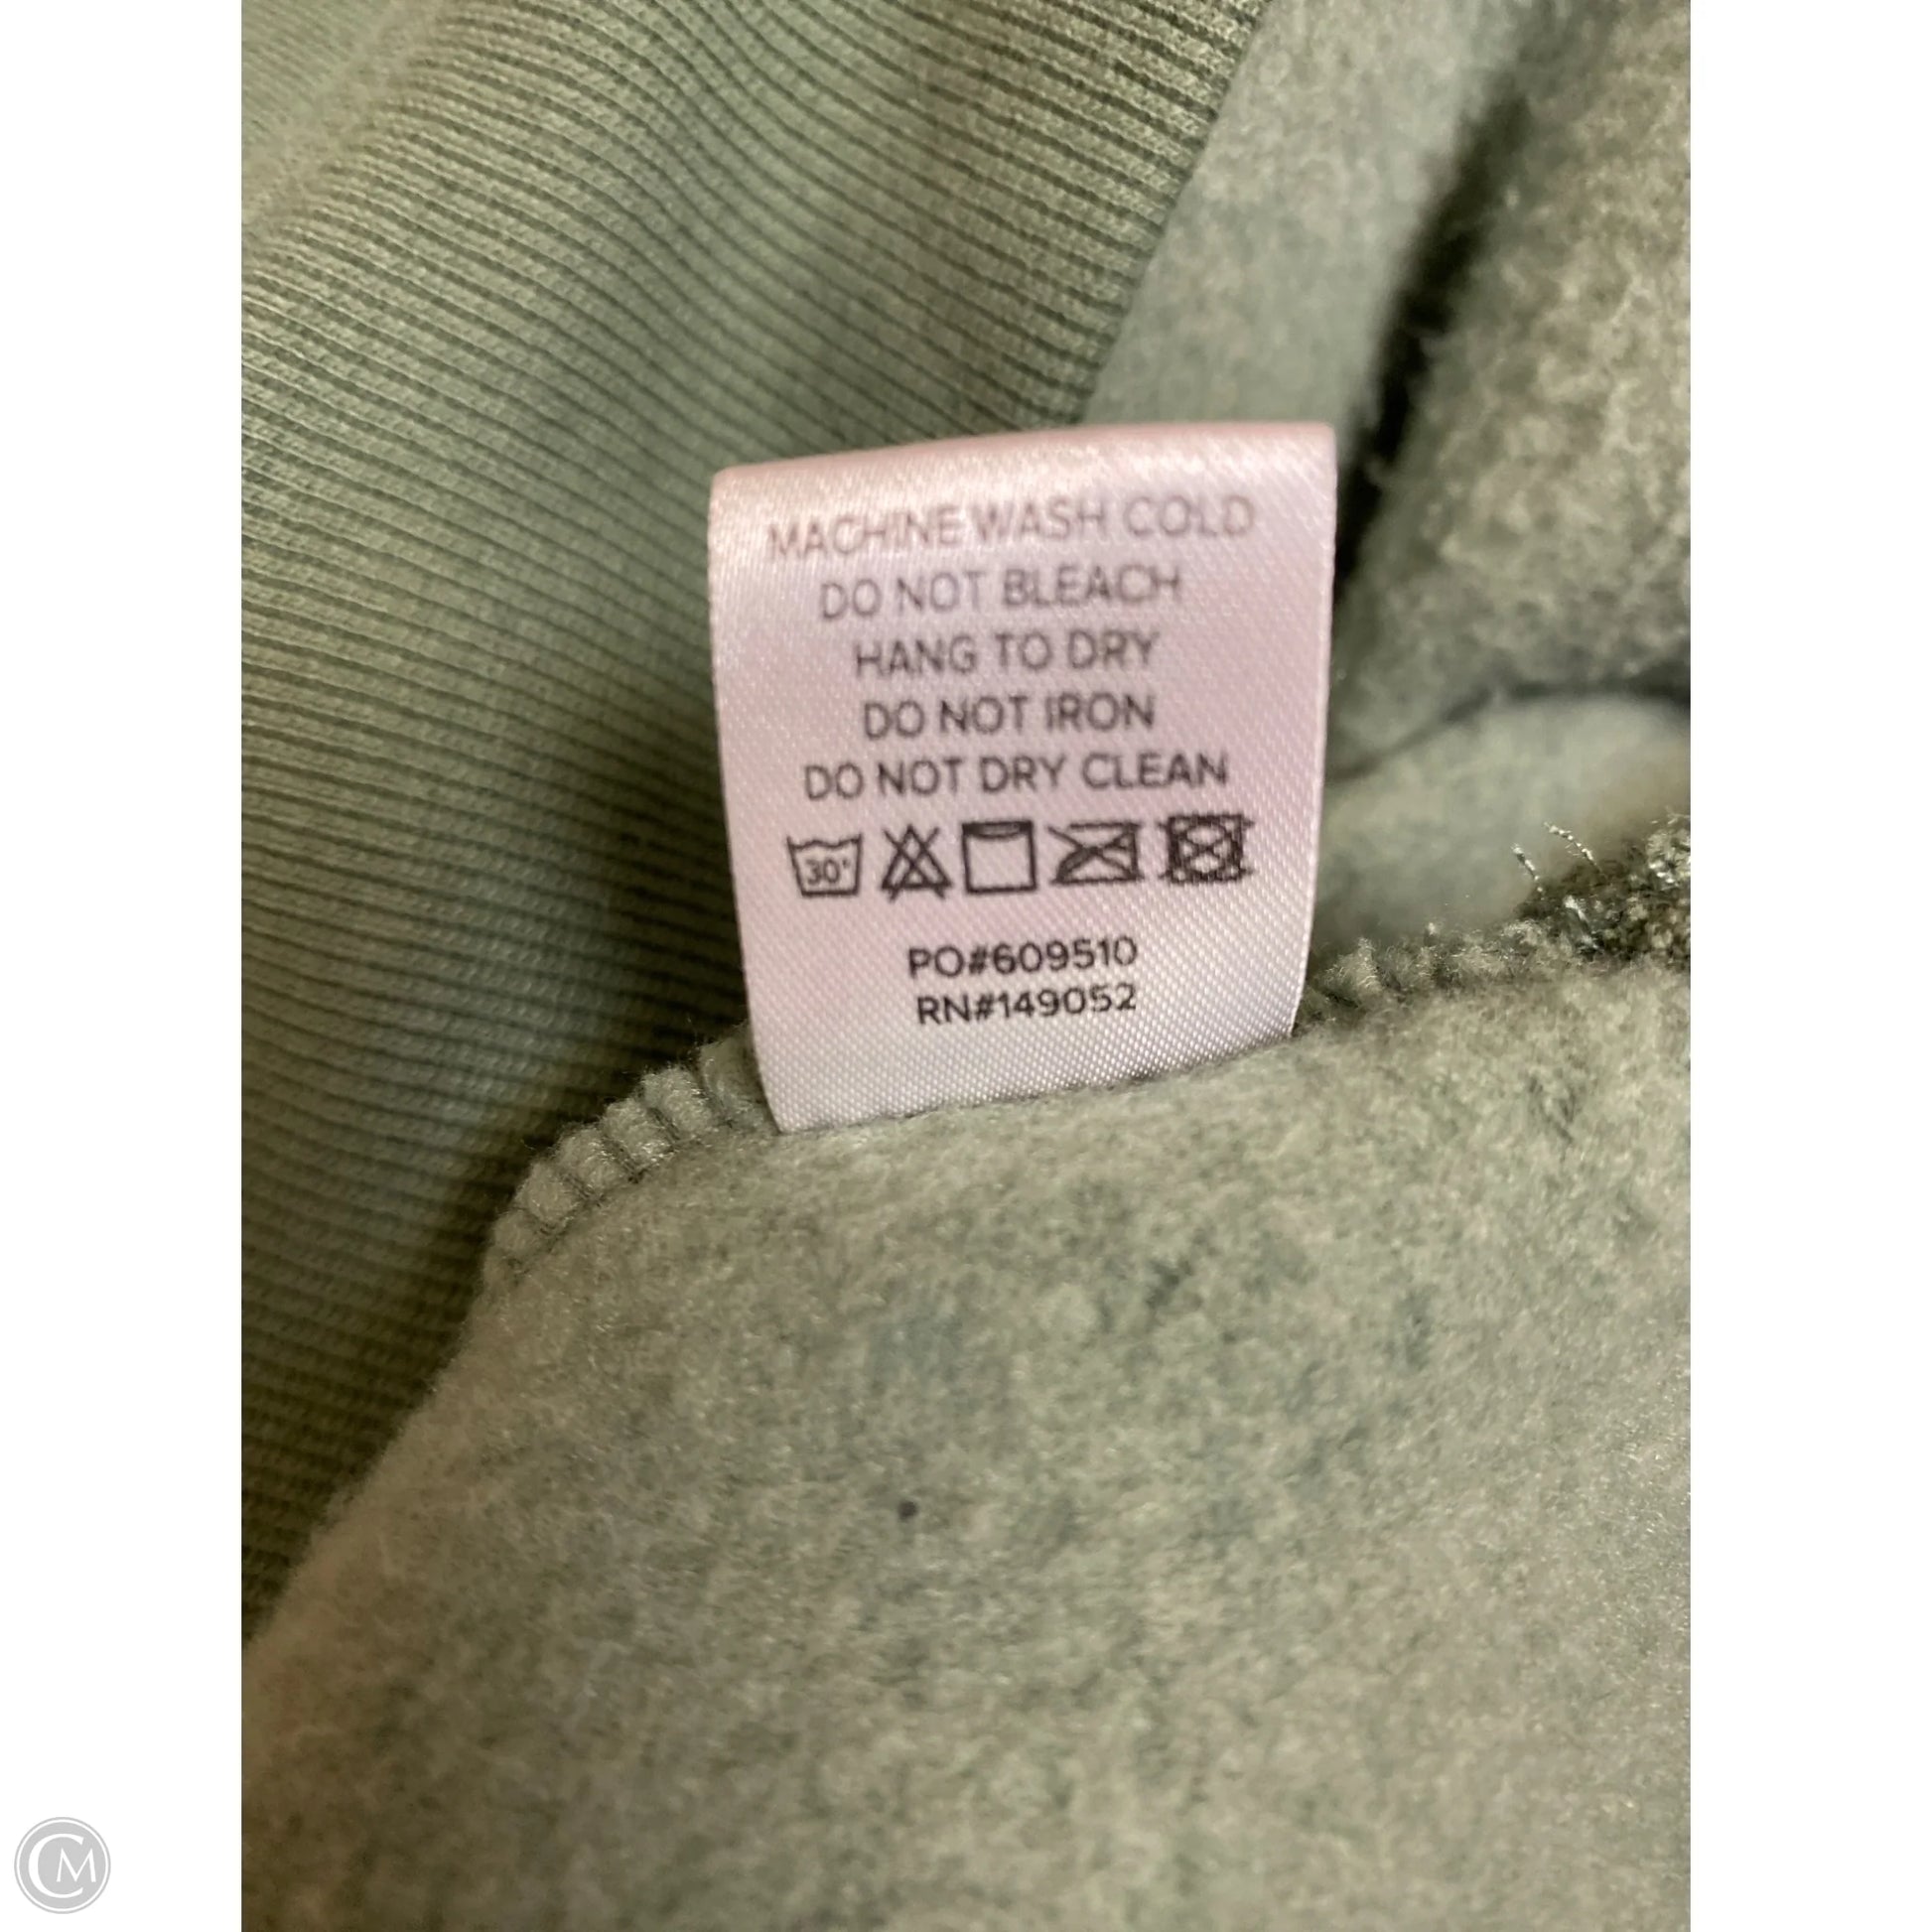 MACHINE WASH COLD
DO NOT BLEACH
HANG TO DRY
DO NOT IRON
DO NOT DRY CLEAN
30°
PO#609510
RN#149052
CM